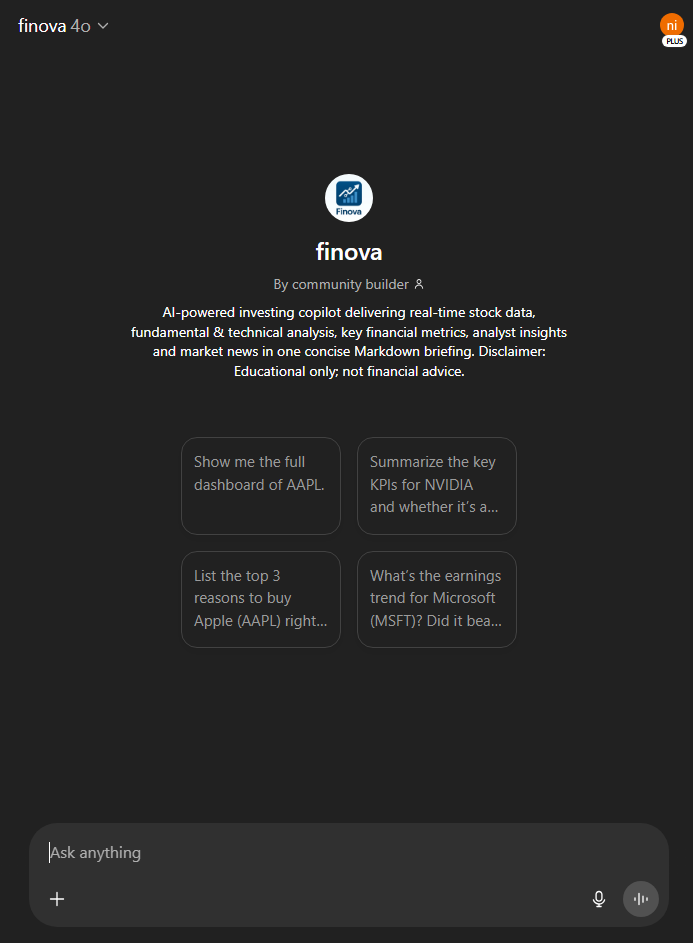 finova 4o
ni
PLUS
Finova
finova
By community builder
AI-powered investing copilot delivering real-time stock data,
fundamental & technical analysis, key financial metrics, analyst insights
and market news in one concise Markdown briefing. Disclaimer:
Educational only; not financial advice.
Show me the full
dashboard of AAPL.
Summarize the key
KPIs for NVIDIA
and whether it’s a...
List the top 3
reasons to buy
Apple (AAPL) right...
What’s the earnings
trend for Microsoft
(MSFT)? Did it bea...
Ask anything